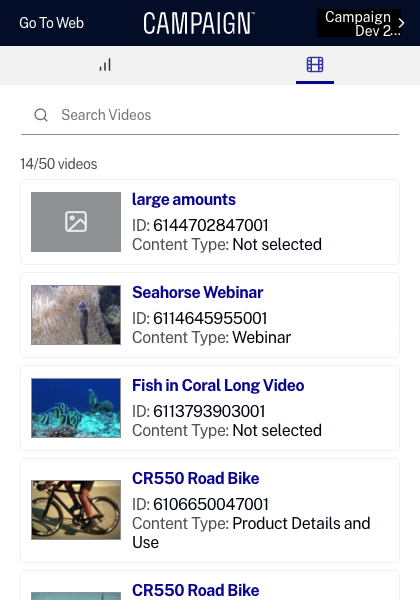 Go To Web
CAMPAIGN™
Campaign
Dev 2...
Search Videos
14/50 videos
large amounts
ID: 6144702847001
Content Type: Not selected
Seahorse Webinar
ID: 6114645955001
Content Type: Webinar
Fish in Coral Long Video
ID: 6113793903001
Content Type: Not selected
CR550 Road Bike
ID: 6106650047001
Content Type: Product Details and
Use
CR550 Road Bike